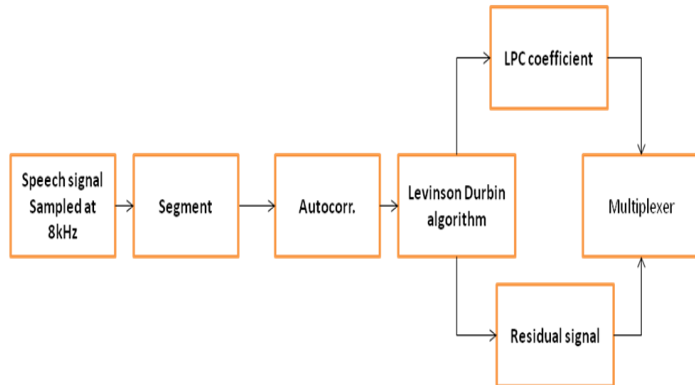 LPC coefficient
Speech signal
Sampled at
8kHz
Segment
Autocorr.
Levinson Durbin
algorithm
Multiplexer
Residual signal